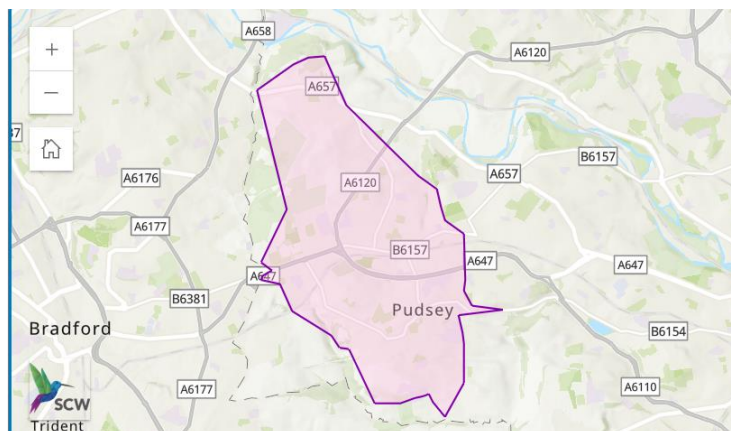 A658
+
A6120
−
A657
37
B6157
A657
A6176
A6120
A6177
B6157
A647
A647
A647
B6381
Pudsey
Bradford
B6154
A6177
A6110
SCW
Trident